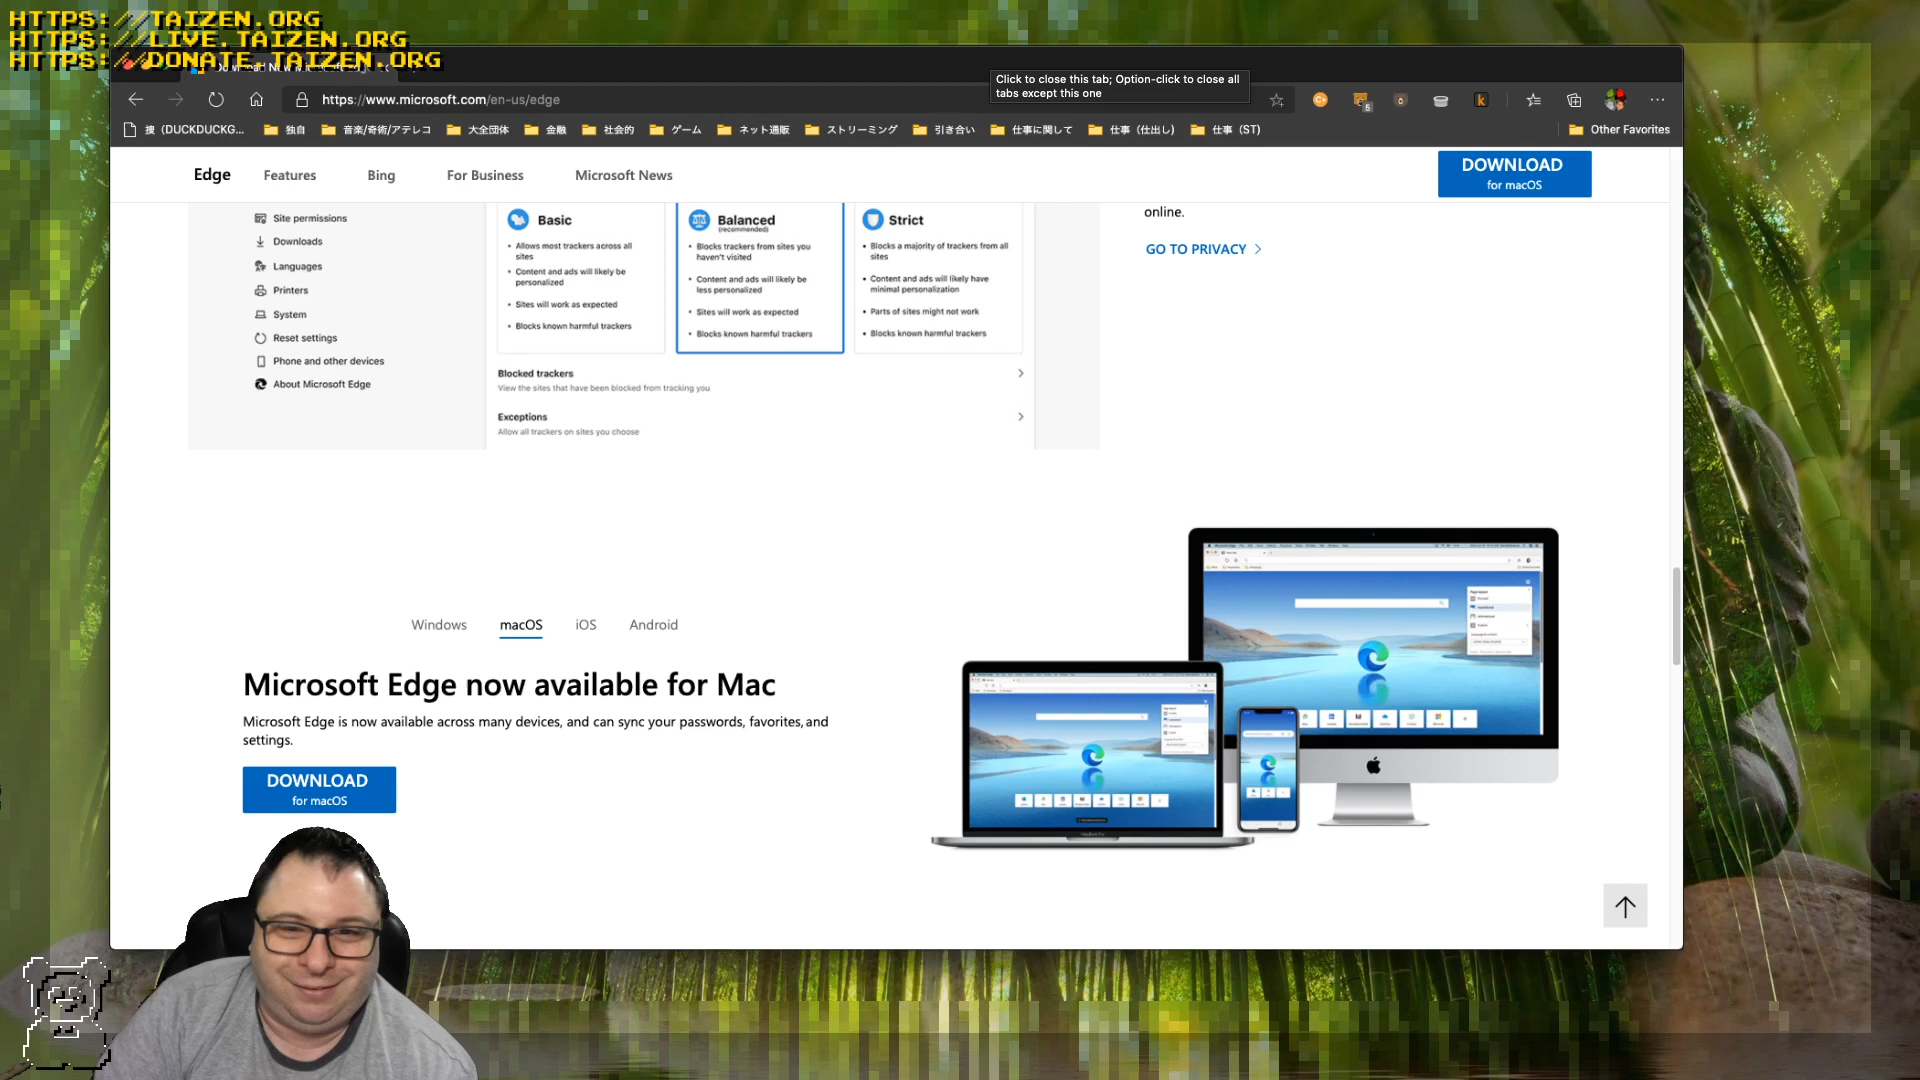 HTTPS://TAIZEN.ORG
HTTPS://LIVE.TAIZEN.ORG
HTTPS://DONATE.TAIZEN.ORG
Click to close this tab; Option-click to close all
tabs except this one
https://www.microsoft.com/en-us/edge
5
捜（DUCKDUCKG... 独自 音楽/奇術/アテレコ 大全団体 金融 社会的 ゲーム ネット通販 ストリーミング 引き合い 仕事に関して 仕事（仕出し） 仕事（ST） Other Favorites
Edge Features Bing For Business Microsoft News
DOWNLOAD
for macOS
Site permissions
Downloads
Languages
Printers
System
Reset settings
Phone and other devices
About Microsoft Edge
Basic
Allows most trackers across all
sites
Content and ads will likely be
personalized
Sites will work as expected
Blocks known harmful trackers
Balanced
(recommended)
Blocks trackers from sites you
haven't visited
Content and ads will likely be
less personalized
Sites will work as expected
Blocks known harmful trackers
Strict
Blocks a majority of trackers from all
sites
Content and ads will likely have
minimal personalization
Parts of sites might not work
Blocks known harmful trackers
Blocked trackers
View the sites that have been blocked from tracking you
Exceptions
Allow all trackers on sites you choose
online.
GO TO PRIVACY
Windows macOS iOS Android
Microsoft Edge now available for Mac
Microsoft Edge is now available across many devices, and can sync your passwords, favorites, and
settings.
DOWNLOAD
for macOS